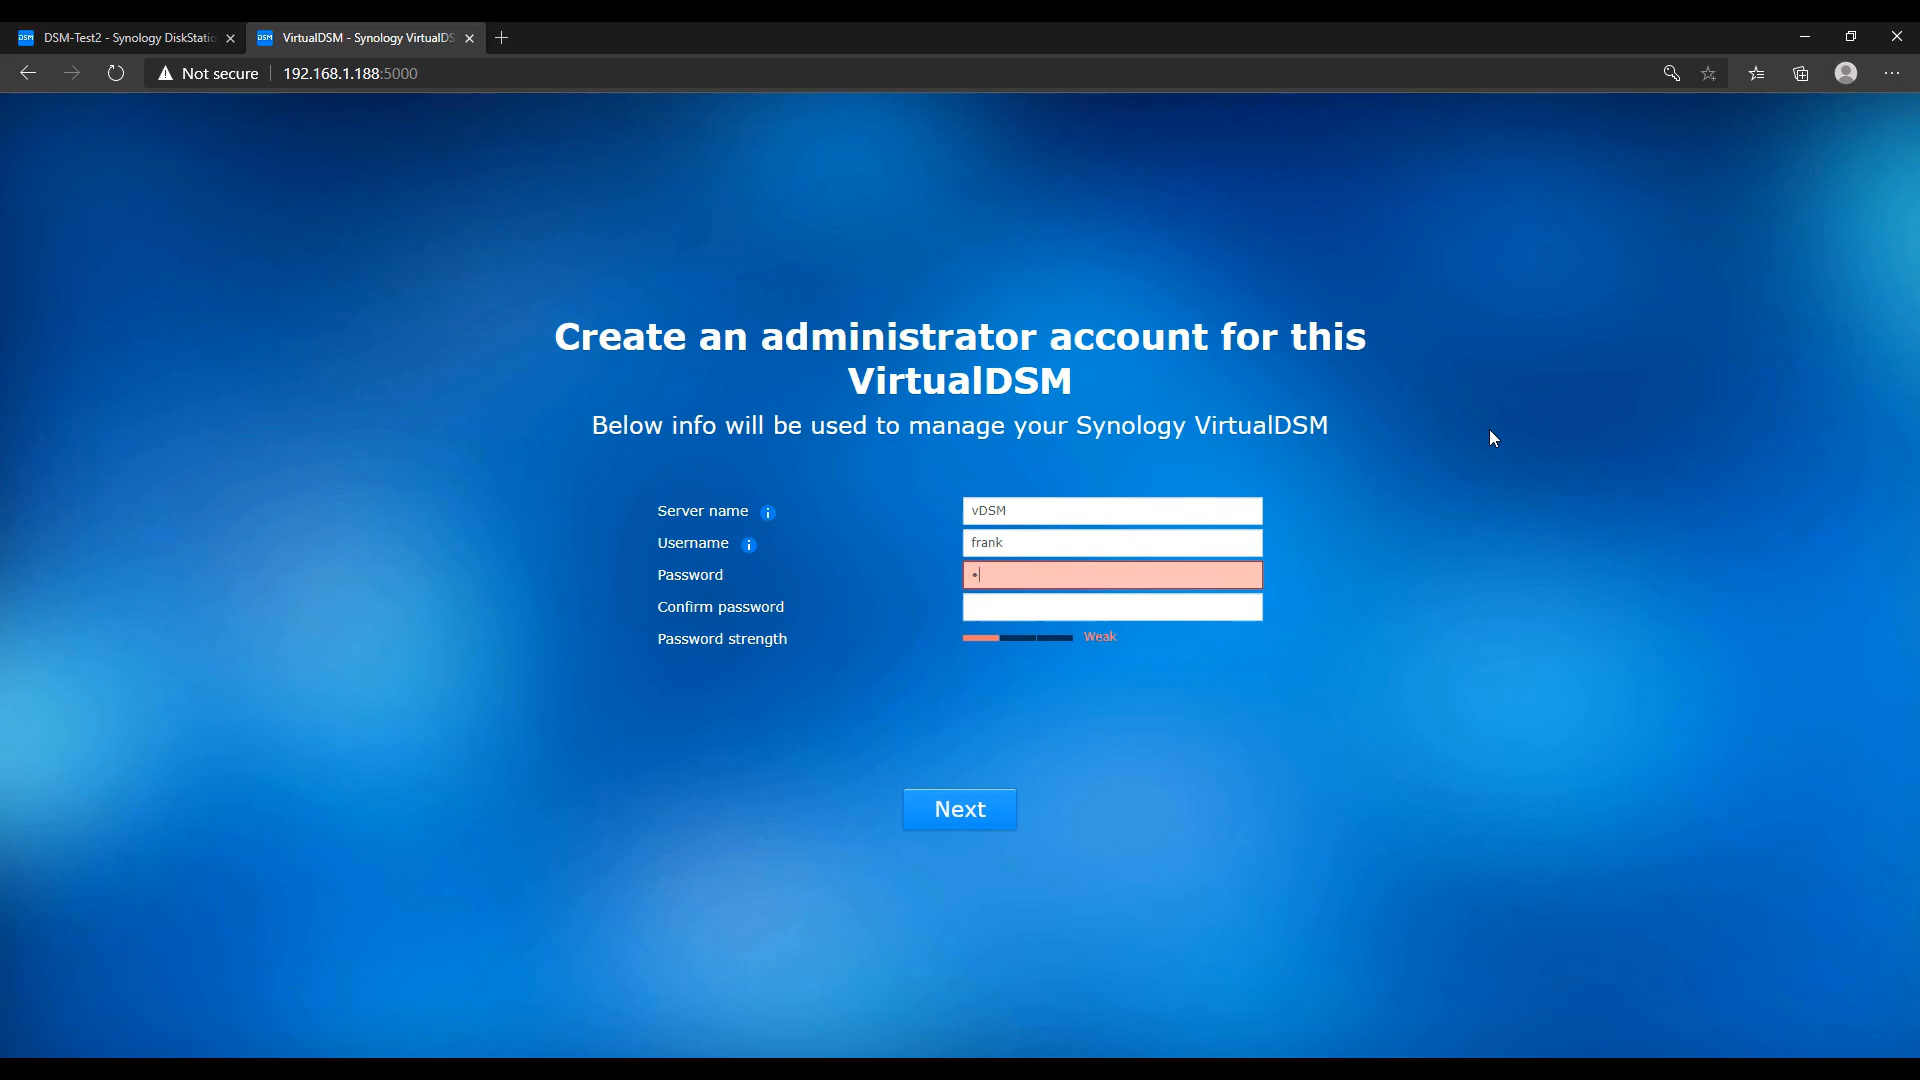 DSM-Test2 - Synology DiskStatio
VirtualDSM - Synology VirtualDS
Not secure
192.168.1.188:5000
Create an administrator account for this
VirtualDSM
Below info will be used to manage your Synology VirtualDSM
Server name
vDSM
Username
frank
Password
Confirm password
Password strength
Weak
Next